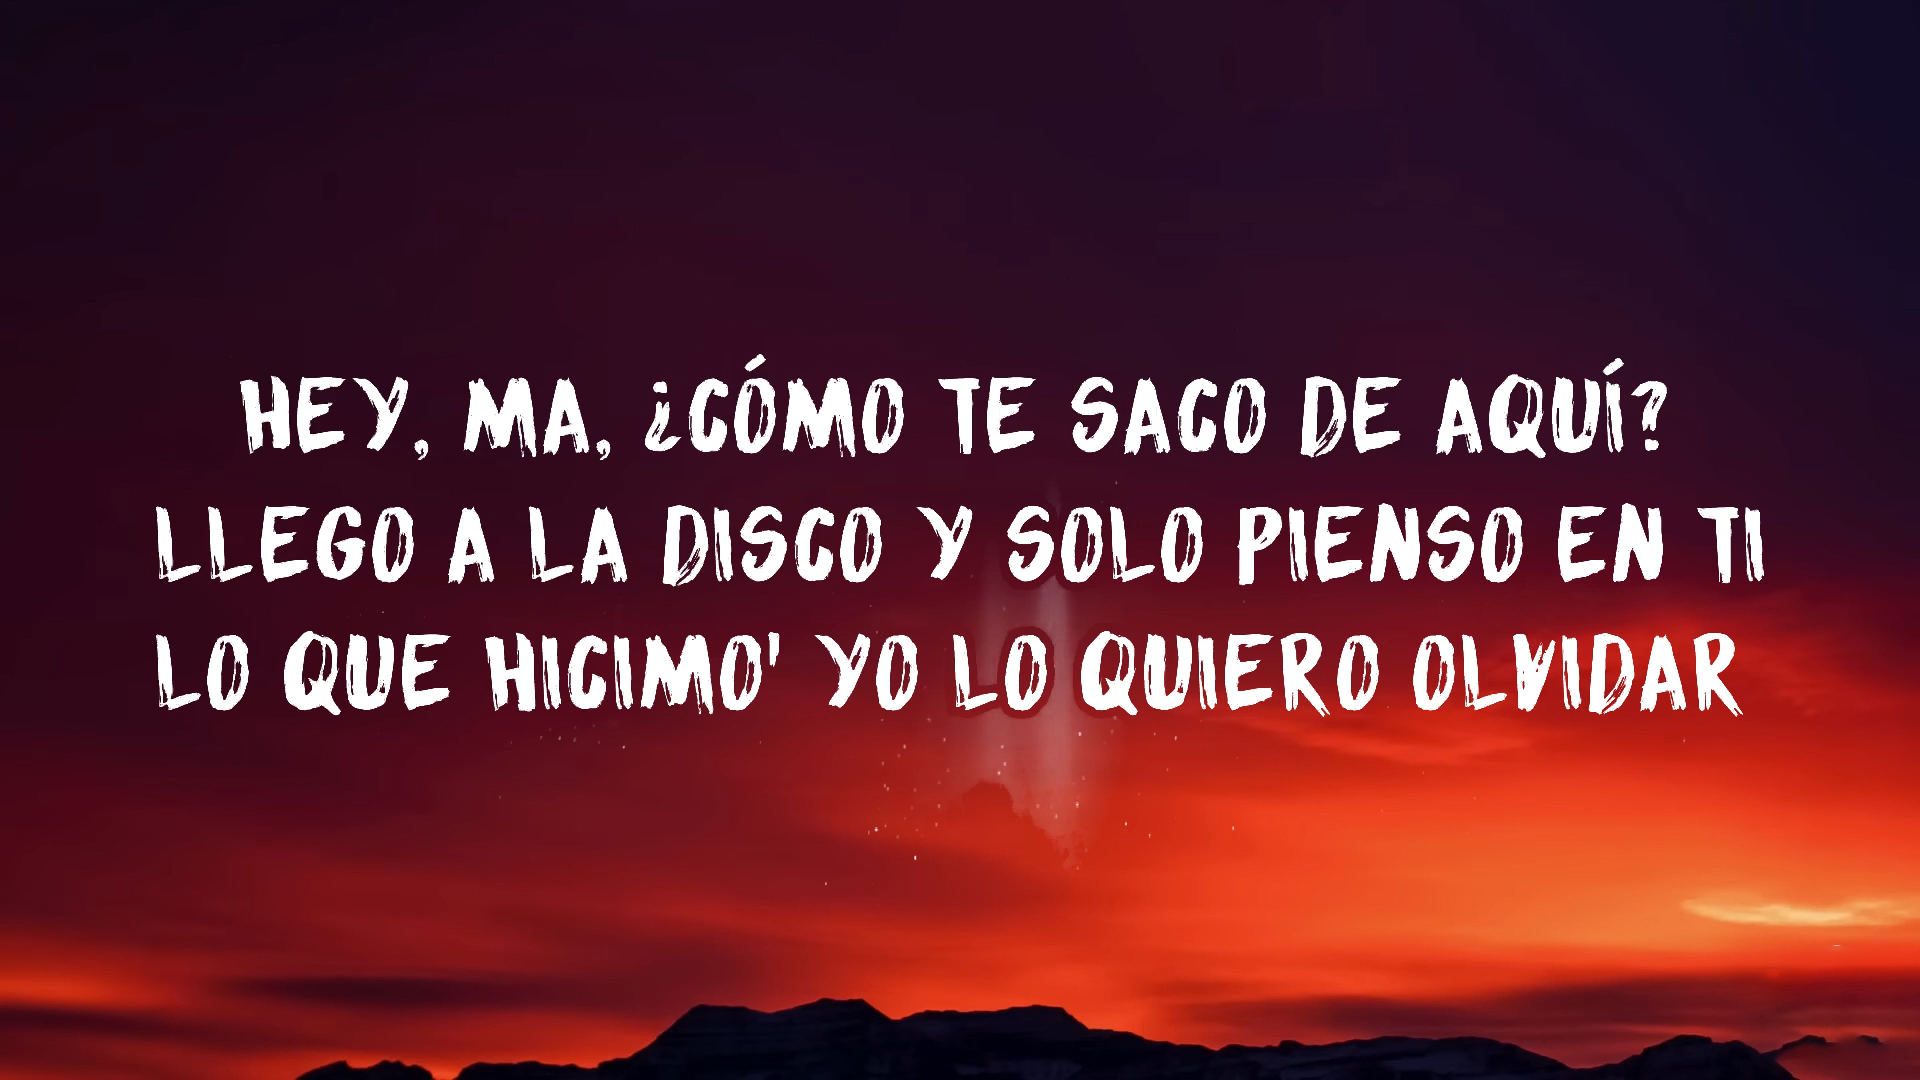 HEY, MA, ¿CÓMO TE SACO DE AQUÍ?
LLEGO A LA DISCO Y SOLO PIENSO EN TI
LO QUE HICIMO' YO LO QUIERO OLVIDAR